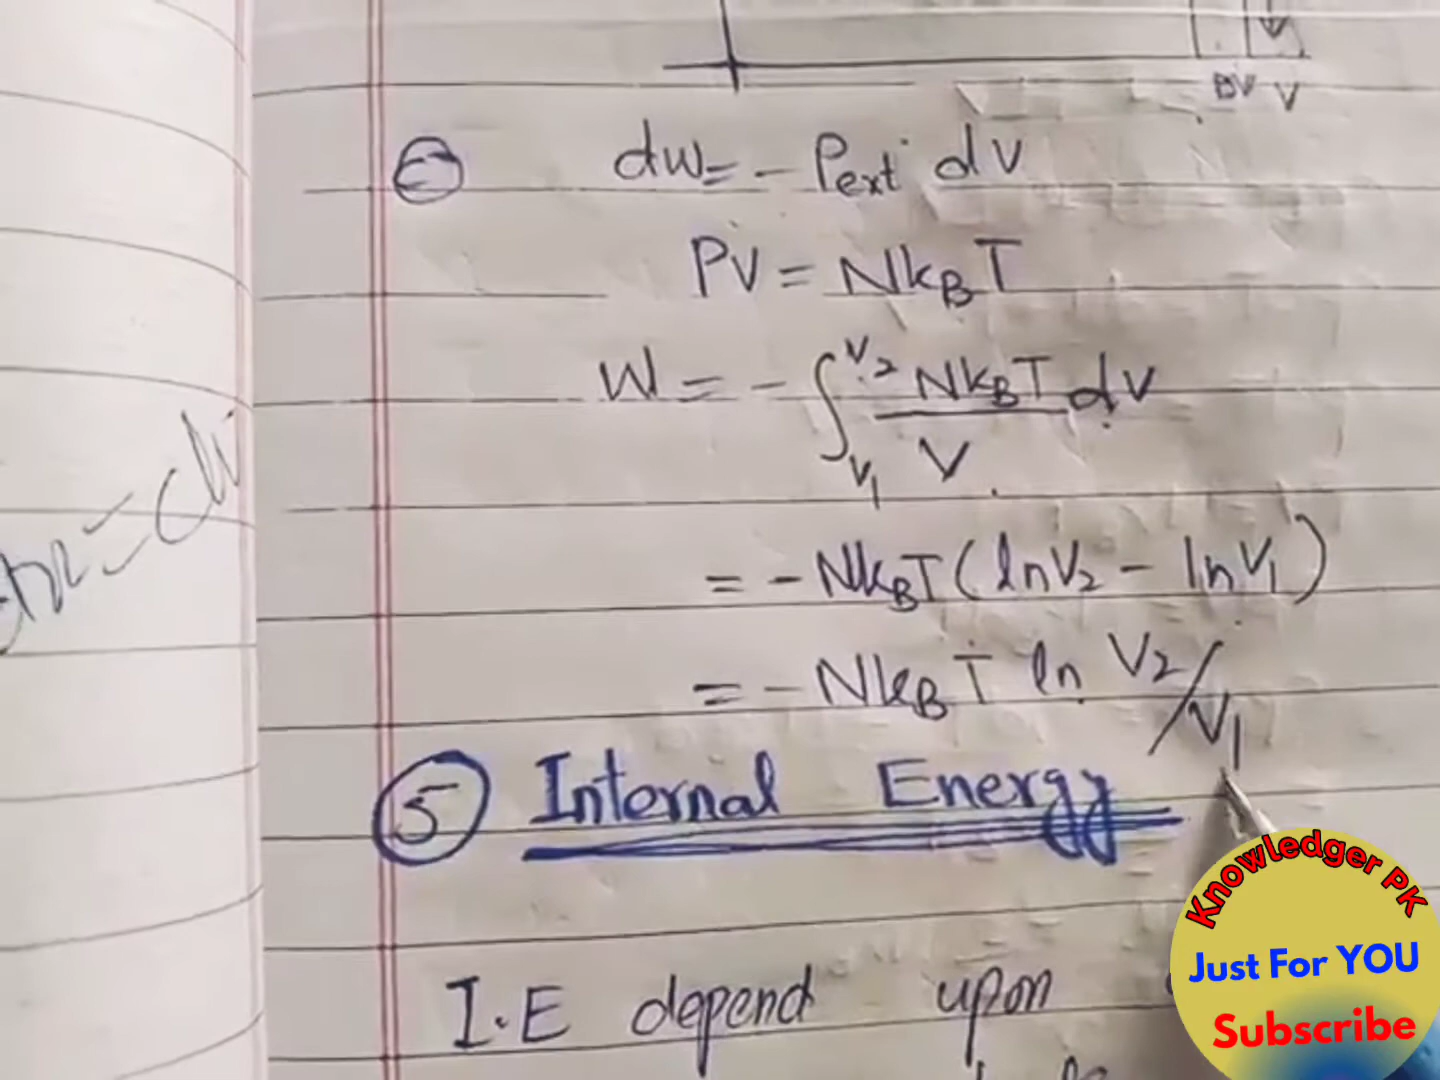 BV V
dW = - Pext dV
PV = NkBT
W = - ∫V1V2 NkBT/V dV
= - NkBT (lnV2 - lnV1)
= - NkBT ln V2/V1
5 Internal Energy
I.E depend upon
Knowledger PK
Just For YOU
Subscribe